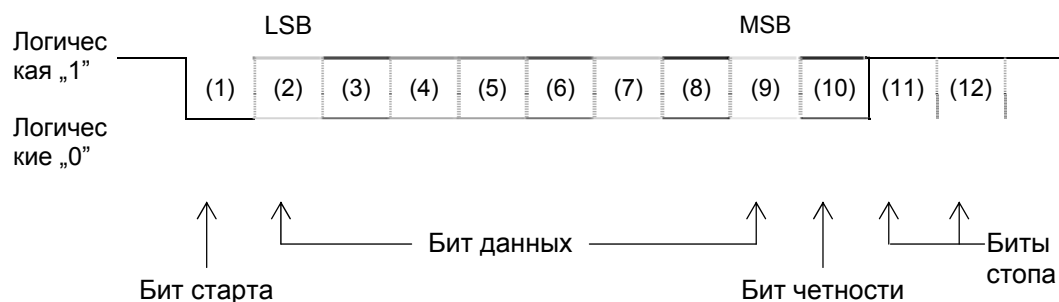 LSB MSB
Логичес
кая „1”
(1) (2) (3) (4) (5) (6) (7) (8) (9) (10) (11) (12)
Логичес
кие „0”
Бит данных
Биты
стопа
Бит старта
Бит четности